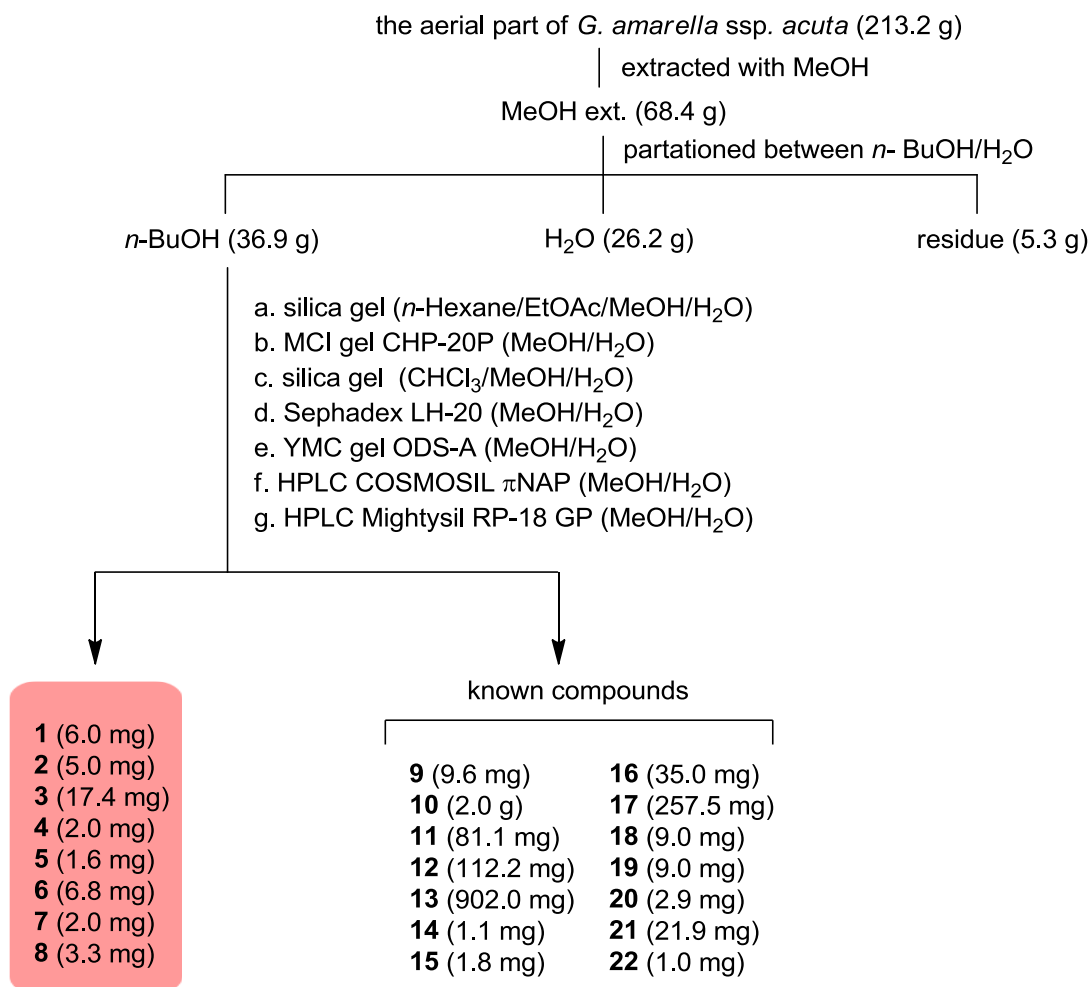 the aerial part of G. amarella ssp. acuta (213.2 g)
extracted with MeOH
MeOH ext. (68.4 g)
partationed between n- BuOH/H₂O
n-BuOH (36.9 g)
H₂O (26.2 g)
residue (5.3 g)
a. silica gel (n-Hexane/EtOAc/MeOH/H₂O)
b. MCI gel CHP-20P (MeOH/H₂O)
c. silica gel (CHCl₃/MeOH/H₂O)
d. Sephadex LH-20 (MeOH/H₂O)
e. YMC gel ODS-A (MeOH/H₂O)
f. HPLC COSMOSIL πNAP (MeOH/H₂O)
g. HPLC Mightysil RP-18 GP (MeOH/H₂O)
1 (6.0 mg)
2 (5.0 mg)
3 (17.4 mg)
4 (2.0 mg)
5 (1.6 mg)
6 (6.8 mg)
7 (2.0 mg)
8 (3.3 mg)
known compounds
9 (9.6 mg)
10 (2.0 g)
11 (81.1 mg)
12 (112.2 mg)
13 (902.0 mg)
14 (1.1 mg)
15 (1.8 mg)
16 (35.0 mg)
17 (257.5 mg)
18 (9.0 mg)
19 (9.0 mg)
20 (2.9 mg)
21 (21.9 mg)
22 (1.0 mg)